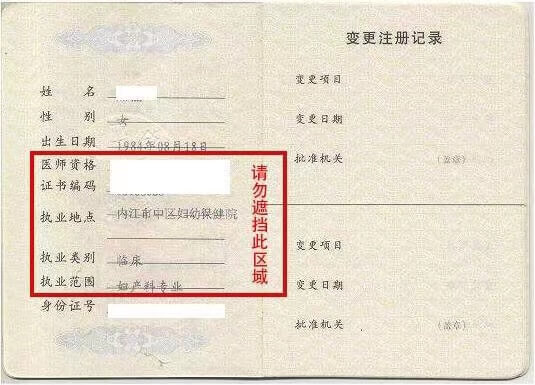 姓 名
性 别 女
出生日期 1984年08月18日
医师资格
证书编码
执业地点 内江市中区妇幼保健院
执业类别 临床
执业范围 妇产科专业
身份证号
请勿遮挡此区域
变更注册记录
变更项目
变更日期
批准机关 (盖章)
变更项目
变更日期
批准机关 (盖章)